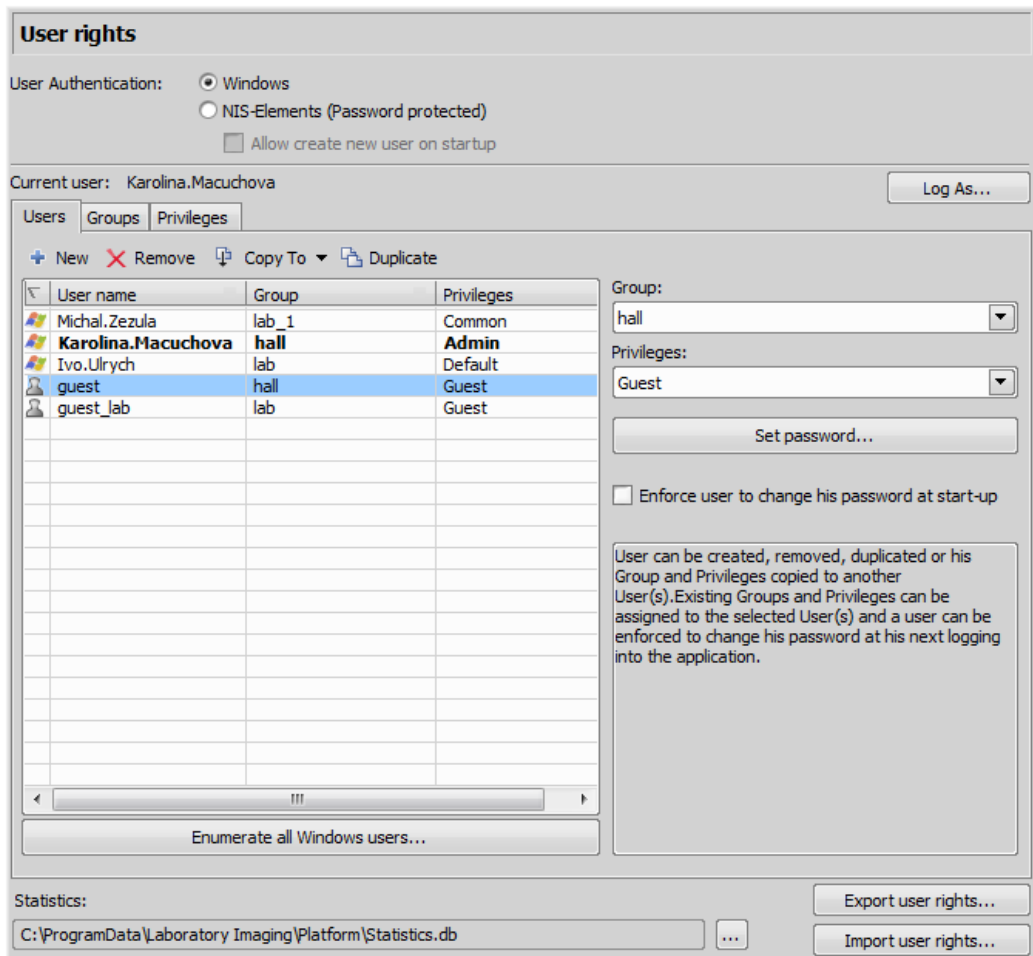 User rights
User Authentication: Windows
NIS-Elements (Password protected)
Allow create new user on startup
Current user: Karolina.Macuchova Log As...
Users Groups Privileges
New Remove Copy To Duplicate
User name Group Privileges
Michal.Zezula lab_1 Common
Karolina.Macuchova hall Admin
Ivo.Ulrych lab Default
guest hall Guest
guest_lab lab Guest
Enumerate all Windows users...
Group:
hall
Privileges:
Guest
Set password...
Enforce user to change his password at start-up
User can be created, removed, duplicated or his
Group and Privileges copied to another
User(s).Existing Groups and Privileges can be
assigned to the selected User(s) and a user can be
enforced to change his password at his next logging
into the application.
Statistics:
C:\ProgramData\Laboratory Imaging\Platform\Statistics.db ...
Export user rights...
Import user rights...